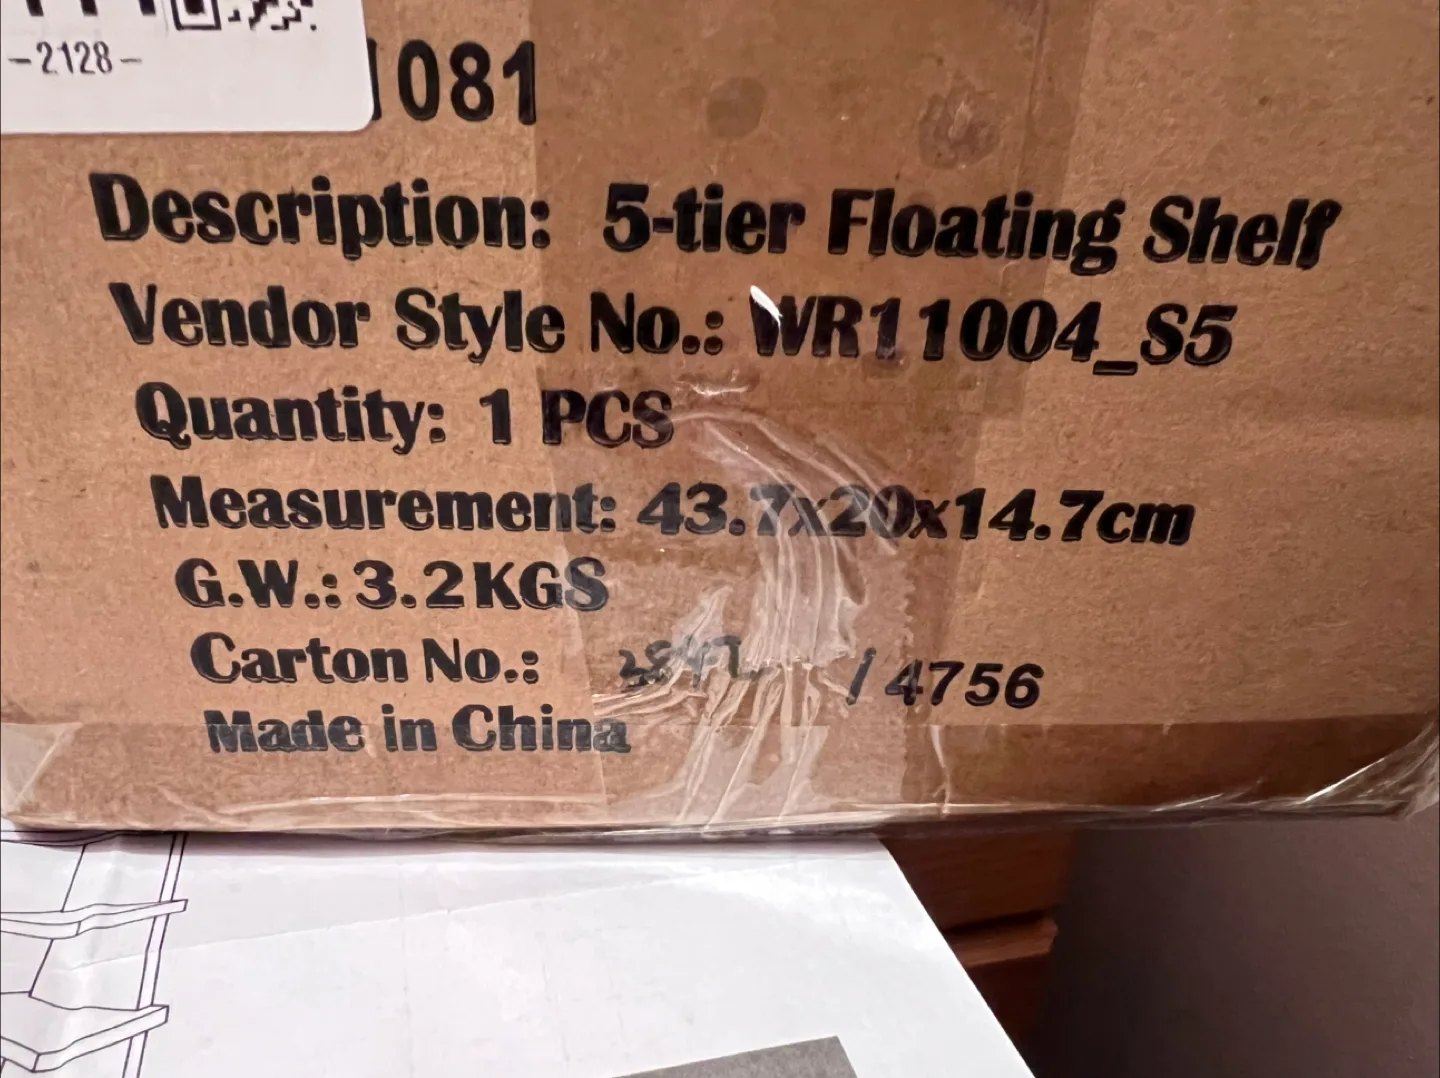 -2128-
1081
Description: 5-tier Floating Shelf
Vendor Style No.: WR11004_S5
Quantity: 1 PCS
Measurement: 43.7x20x14.7cm
G.W.: 3.2KGS
Carton No.: / 4756
Made in China